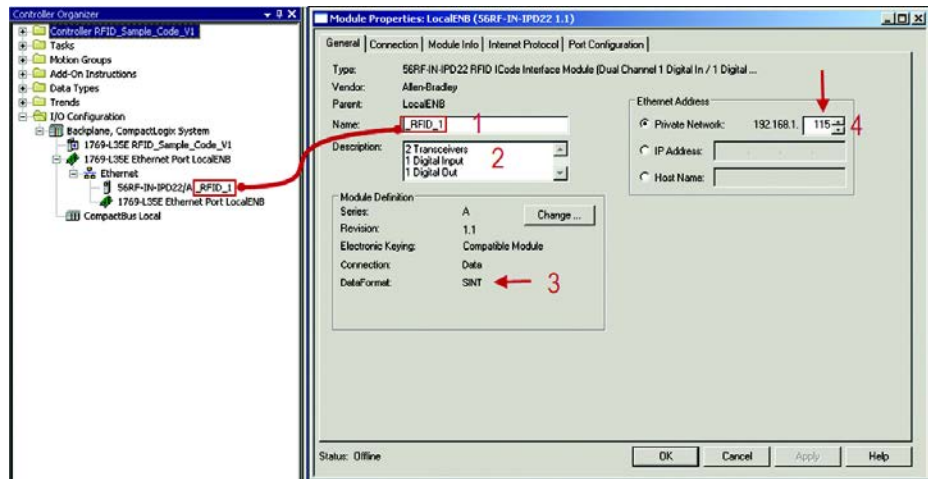 Controller Organizer
Controller RFID_Sample_Code_V1
Tasks
Motion Groups
Add-On Instructions
Data Types
Trends
I/O Configuration
Backplane, CompactLogix System
1769-L35E RFID_Sample_Code_V1
1769-L35E Ethernet Port LocalENB
Ethernet
56RF-IN-IPD22/A _RFID_1
1769-L35E Ethernet Port LocalENB
CompactBus Local
Module Properties: LocalENB (56RF-IN-IPD22 1.1)
General Connection Module Info Internet Protocol Port Configuration
Type: 56RF-IN-IPD22 RFID ICode Interface Module (Dual Channel 1 Digital In / 1 Digital ...
Vendor: Allen-Bradley
Parent: LocalENB
Name: _RFID_1 1
Description: 2 Transceivers
1 Digital Input
1 Digital Out
2
Ethernet Address
Private Network: 192.168.1. 115 4
IP Address:
Host Name:
Module Definition
Series: A Change ...
Revision: 1.1
Electronic Keying: Compatible Module
Connection: Data
DataFormat: SINT 3
Status: Offline
OK Cancel Apply Help